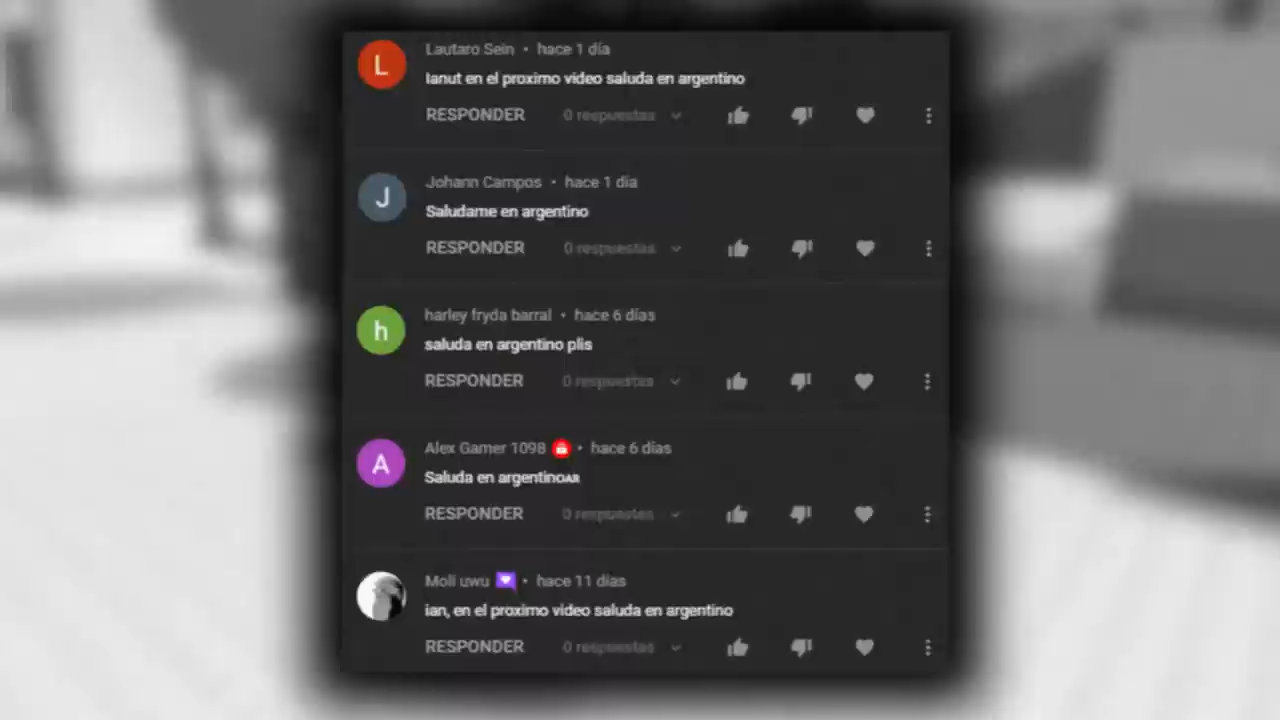 Lautaro Sein • hace 1 día
Ianut en el proximo video saluda en argentino
RESPONDER 0 respuestas
Johann Campos • hace 1 día
Saludame en argentino
RESPONDER 0 respuestas
harley fryda barral • hace 6 días
saluda en argentino plis
RESPONDER 0 respuestas
Alex Gamer 1098 • hace 6 días
Saluda en argentinoAR
RESPONDER 0 respuestas
Moli uwu • hace 11 días
ian, en el proximo video saluda en argentino
RESPONDER 0 respuestas
L
J
h
A